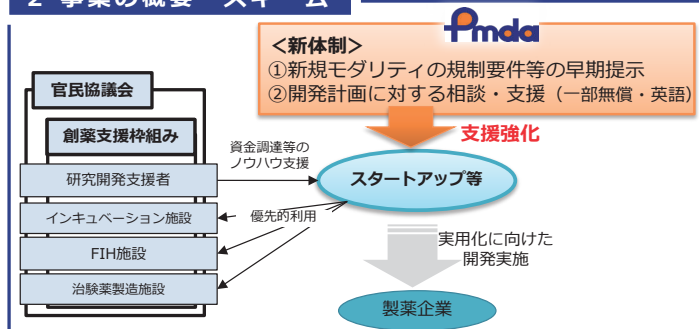 2 事業の概要・スキーム
Pmda
＜新体制＞
①新規モダリティの規制要件等の早期提示
②開発計画に対する相談・支援（一部無償・英語）
支援強化
官民協議会
創薬支援枠組み
研究開発支援者
インキュベーション施設
FIH施設
治験薬製造施設
資金調達等の
ノウハウ支援
優先的利用
スタートアップ等
実用化に向けた
開発実施
製薬企業